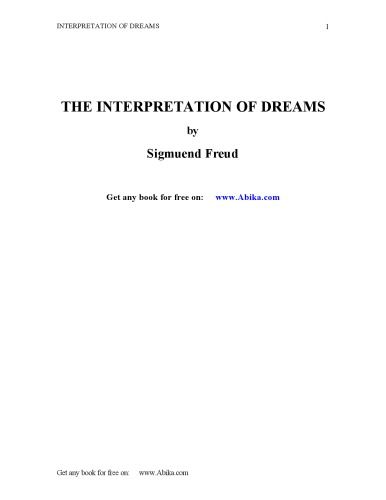 INTERPRETATION OF DREAMS 1
THE INTERPRETATION OF DREAMS
by
Sigmuend Freud
Get any book for free on: www.Abika.com
Get any book for free on: www.Abika.com